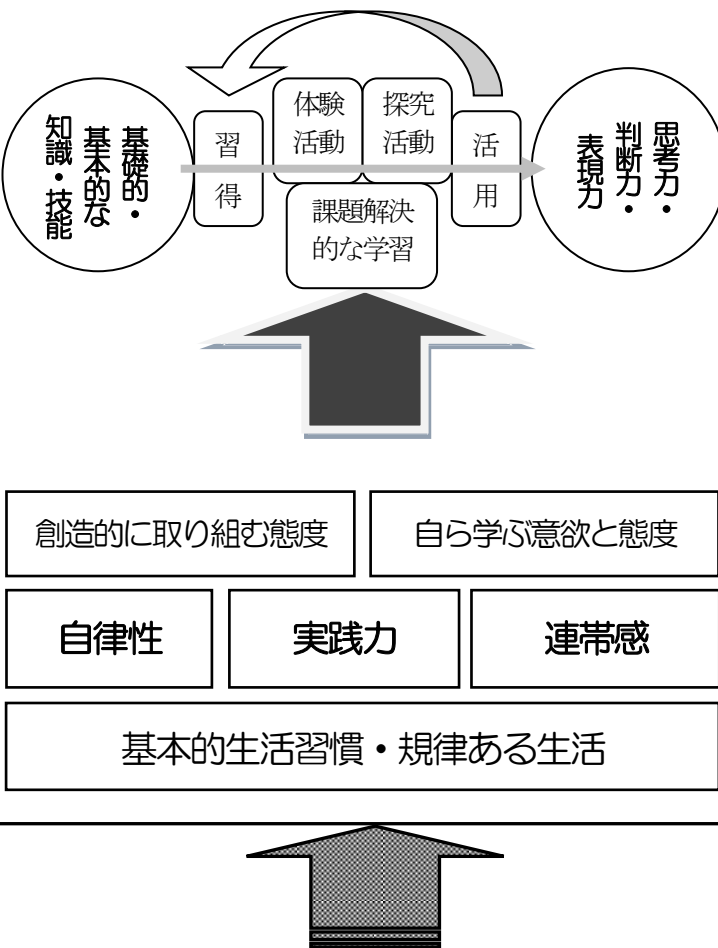 基礎的・
基本的な
知識・技能
習
得
体験
活動
探究
活動
課題解決
的な学習
活
用
思考力・
判断力・
表現力
創造的に取り組む態度
自ら学ぶ意欲と態度
自律性
実践力
連帯感
基本的生活習慣・規律ある生活